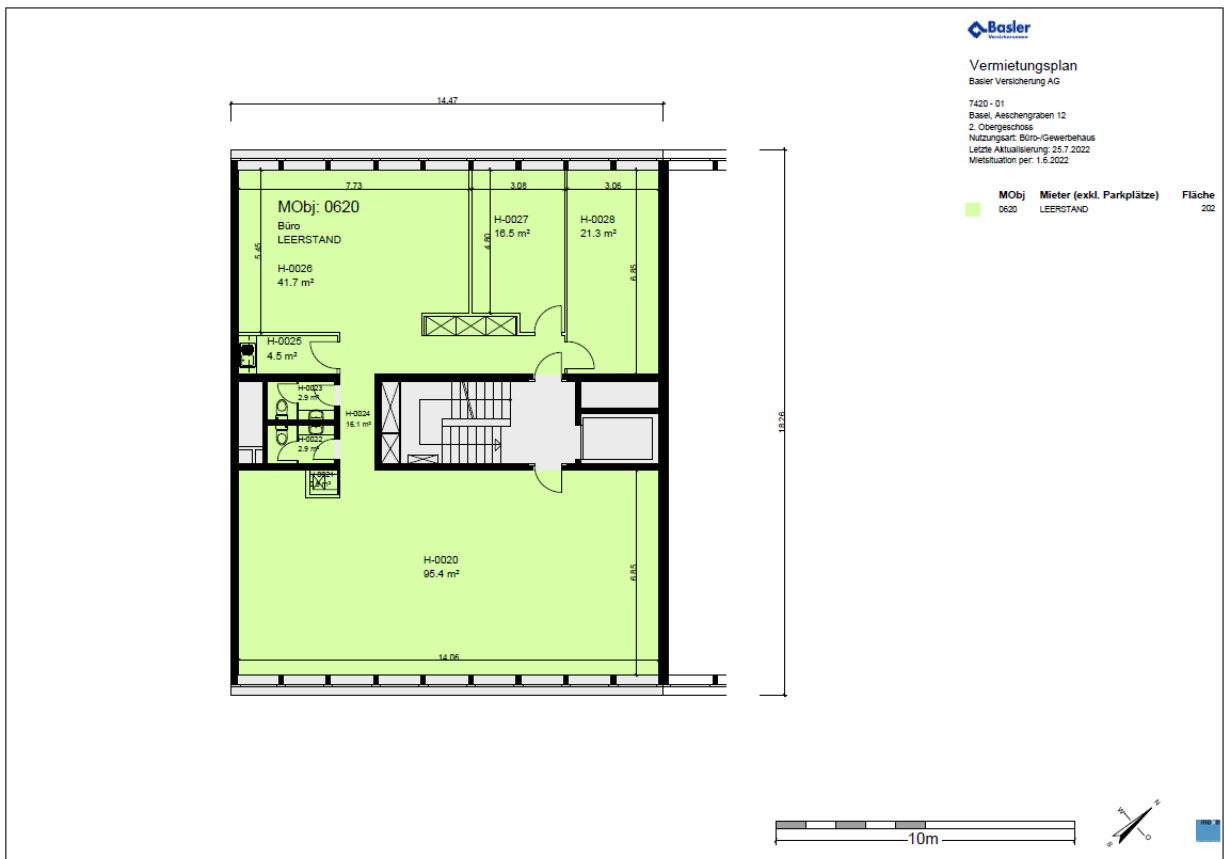 Basler
Versicherungen
Vermietungsplan
Basler Versicherung AG
7420 - 01
Basel, Aeschengraben 12
2. Obergeschoss
Nutzungsart: Büro-/Gewerbehaus
Letzte Aktualisierung: 25.7.2022
Mietsituation per: 1.6.2022
MObj Mieter (exkl. Parkplätze) Fläche
0620 LEERSTAND 202
14.47
7.73
3.08
3.06
MObj: 0620
Büro
LEERSTAND
H-0026
41.7 m²
5.45
H-0027
16.5 m²
4.80
H-0028
21.3 m²
6.85
H-0025
4.5 m²
H-0023
2.9 m²
H-0024
16.1 m²
H-0022
2.9 m²
18.26
H-0020
95.4 m²
6.85
14.06
10m
W
N
S
O